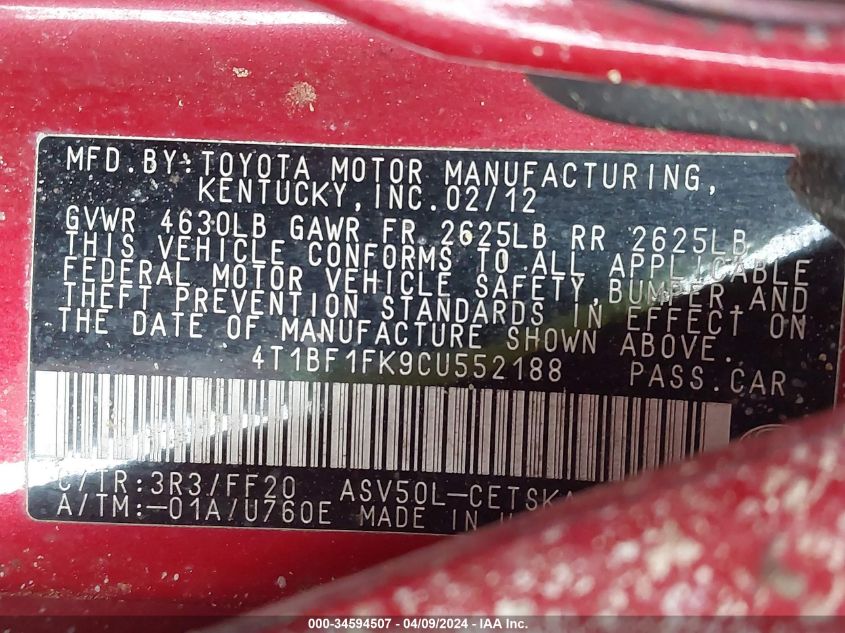 MFD.BY:TOYOTA MOTOR MANUFACTURING,
KENTUCKY, INC. 02/12
GVWR 4630LB GAWR FR 2625LB RR 2625LB
THIS VEHICLE CONFORMS TO ALL APPLICABLE
FEDERAL MOTOR VEHICLE SAFETY, BUMPER, AND
THEFT PREVENTION STANDARDS IN EFFECT ON
THE DATE OF MANUFACTURE SHOWN ABOVE.
4T1BF1FK9CU552188 PASS.CAR
C/TR:3R3/FF20 ASV50L-CETSKA
A/TM:-01A/U760E MADE IN
000-34594507 / 04/09/2024 — IAA Inc.